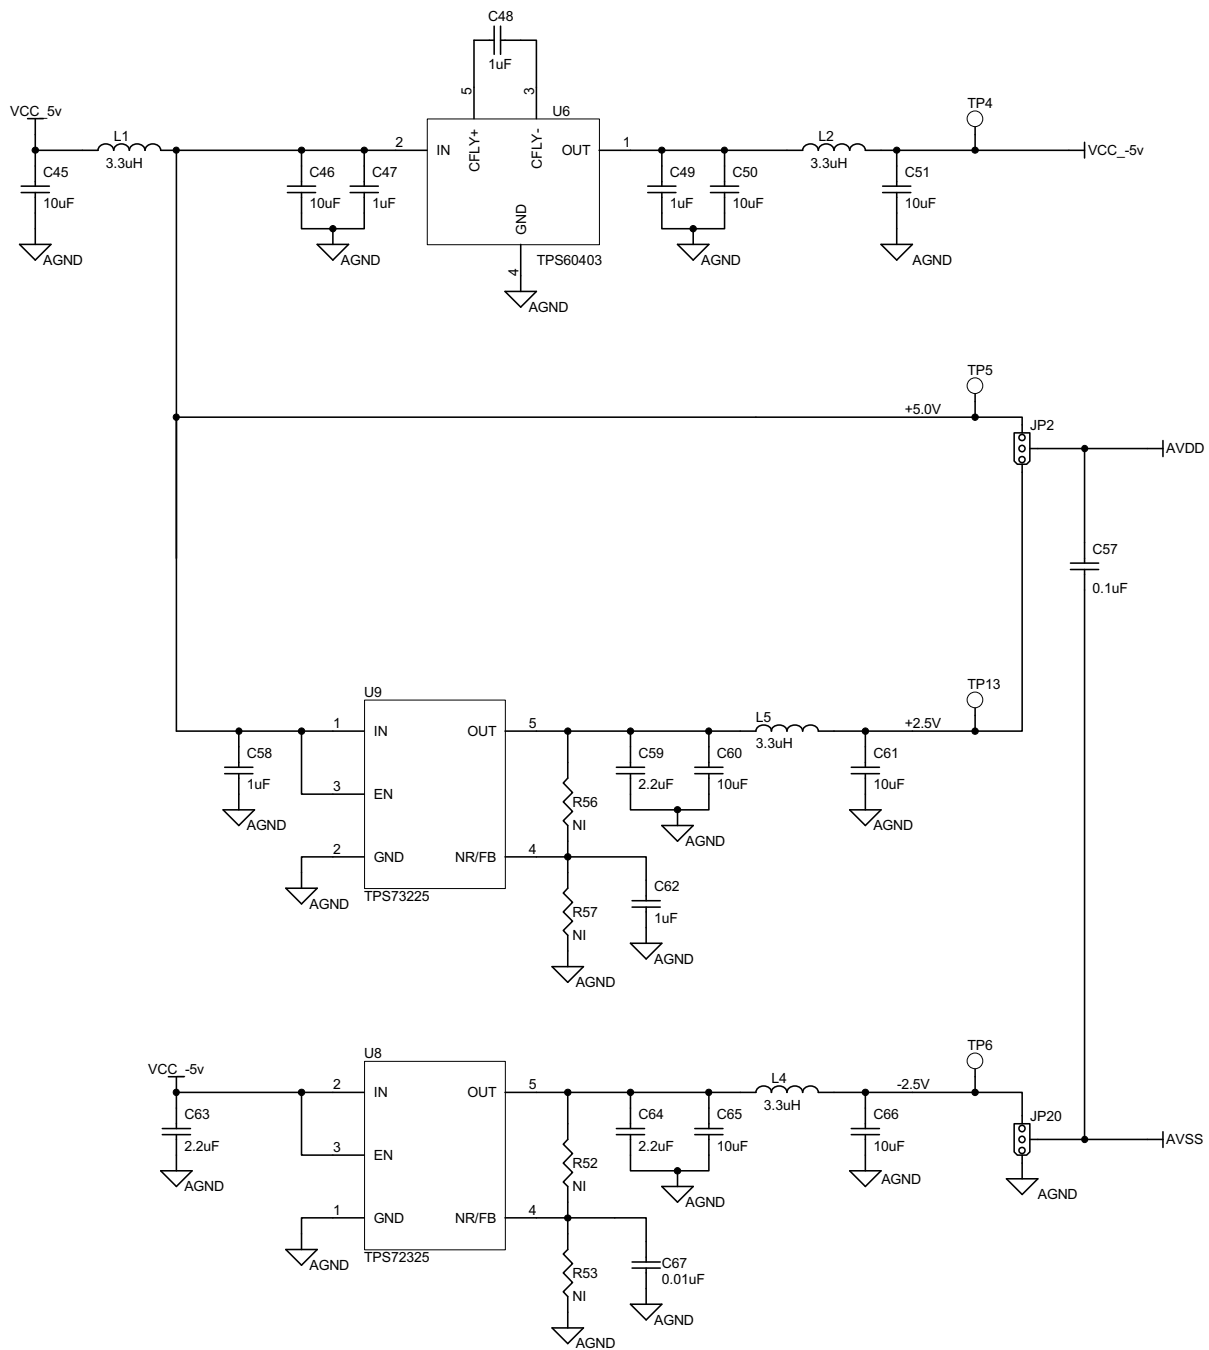 C48
1uF
5
3
U6
VCC_5v
L1
3.3uH
2
IN
CFLY+
CFLY-
OUT
1
GND
4
TPS60403
AGND
C45
10uF
AGND
C46
10uF
C47
1uF
AGND
C49
1uF
C50
10uF
AGND
L2
3.3uH
C51
10uF
AGND
TP4
VCC_-5v
TP5
+5.0V
JP2
AVDD
C57
0.1uF
U9
1
IN
OUT
5
3
EN
2
GND
NR/FB
4
TPS73225
C58
1uF
AGND
AGND
R56
NI
R57
NI
AGND
C59
2.2uF
C60
10uF
AGND
L5
3.3uH
C61
10uF
AGND
+2.5V
TP13
C62
1uF
AGND
VCC_-5v
C63
2.2uF
AGND
U8
2
IN
OUT
5
3
EN
1
GND
NR/FB
4
TPS72325
AGND
R52
NI
R53
NI
AGND
C64
2.2uF
C65
10uF
AGND
L4
3.3uH
C66
10uF
AGND
-2.5V
TP6
JP20
AVSS
AGND
C67
0.01uF
AGND